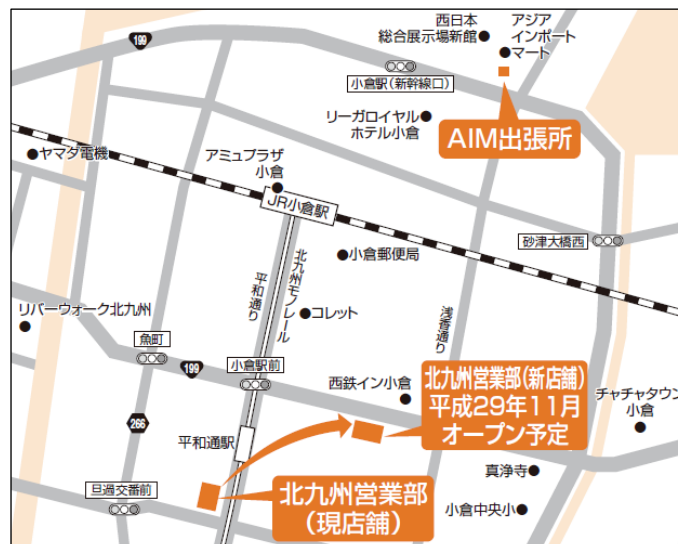 西日本
総合展示場新館
アジア
インポート
マート
199
小倉駅(新幹線口)
リーガロイヤル
ホテル小倉
AIM出張所
ヤマダ電機
アミュプラザ
小倉
JR小倉駅
砂津大橋西
小倉郵便局
平和通り
北九州モノレール
コレット
浅香通り
リバーウォーク北九州
魚町
199
小倉駅前
西鉄イン小倉
北九州営業部(新店舗)
平成29年11月
オープン予定
チャチャタウン
小倉
266
平和通駅
真浄寺
旦過交番前
北九州営業部
(現店舗)
小倉中央小